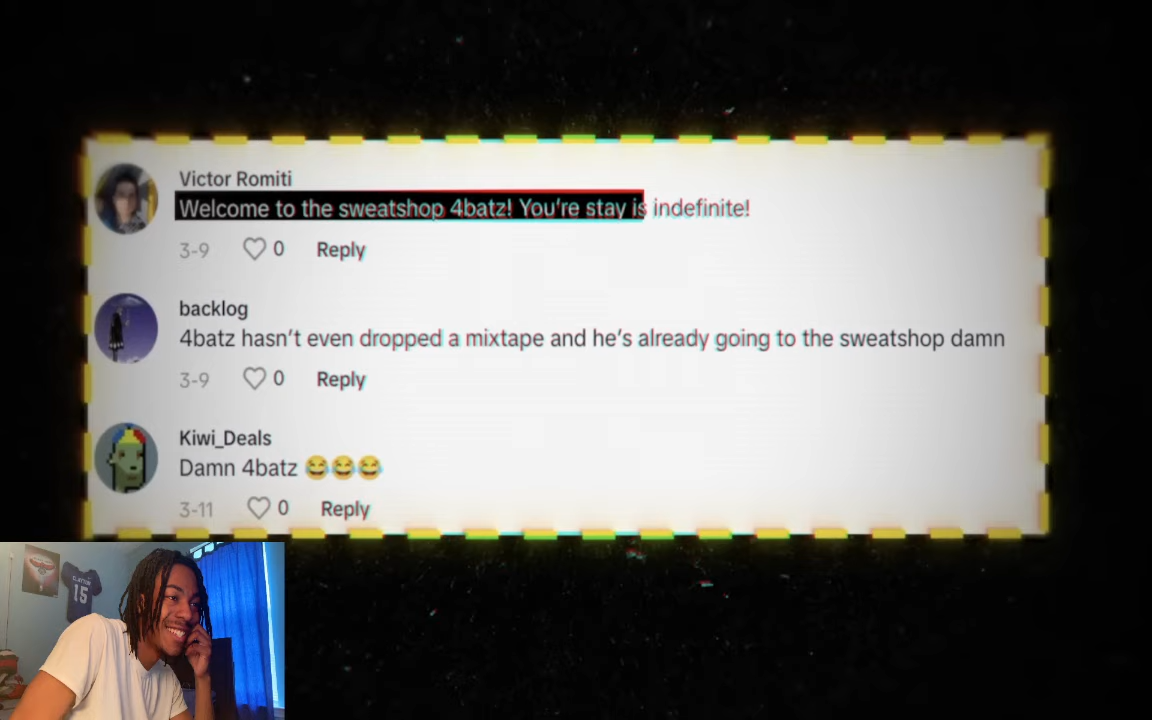 Victor Romiti
Welcome to the sweatshop 4batz! You're stay is indefinite!
3-9 0 Reply
backlog
4batz hasn't even dropped a mixtape and he's already going to the sweatshop damn
3-9 0 Reply
Kiwi_Deals
Damn 4batz 😂😂😂
3-11 0 Reply
15